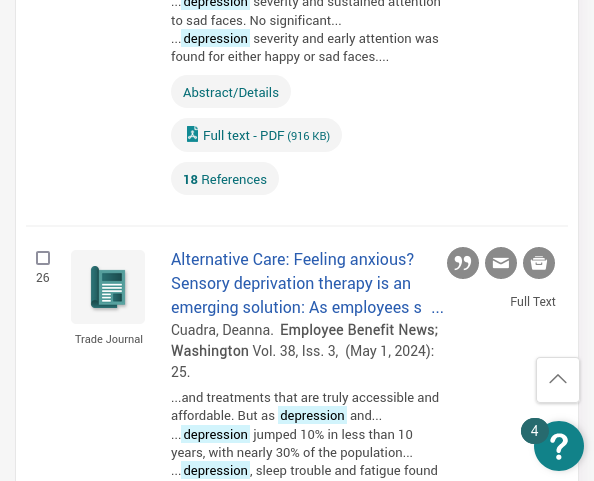 ...depression severity and sustained attention
to sad faces. No significant...
...depression severity and early attention was
found for either happy or sad faces....
Abstract/Details
Full text - PDF (916 KB)
18 References
26
Trade Journal
Alternative Care: Feeling anxious?
Sensory deprivation therapy is an
emerging solution: As employees s ...
Full Text
Cuadra, Deanna. Employee Benefit News;
Washington Vol. 38, Iss. 3, (May 1, 2024):
25.
...and treatments that are truly accessible and
affordable. But as depression and...
...depression jumped 10% in less than 10
years, with nearly 30% of the population...
...depression, sleep trouble and fatigue found
4
?